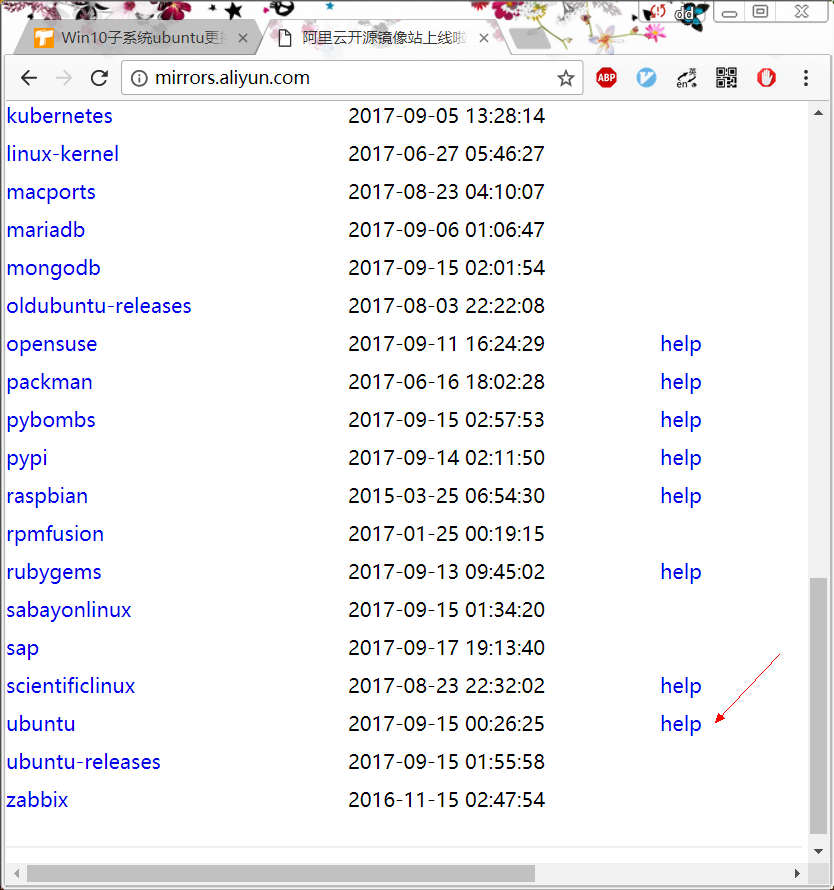 dd
Win10子系统ubuntu更
阿里云开源镜像站上线啦
mirrors.aliyun.com
ABP
英
en
kubernetes 2017-09-05 13:28:14
linux-kernel 2017-06-27 05:46:27
macports 2017-08-23 04:10:07
mariadb 2017-09-06 01:06:47
mongodb 2017-09-15 02:01:54
oldubuntu-releases 2017-08-03 22:22:08
opensuse 2017-09-11 16:24:29 help
packman 2017-06-16 18:02:28 help
pybombs 2017-09-15 02:57:53 help
pypi 2017-09-14 02:11:50 help
raspbian 2015-03-25 06:54:30 help
rpmfusion 2017-01-25 00:19:15
rubygems 2017-09-13 09:45:02 help
sabayonlinux 2017-09-15 01:34:20
sap 2017-09-17 19:13:40
scientificlinux 2017-08-23 22:32:02 help
ubuntu 2017-09-15 00:26:25 help
ubuntu-releases 2017-09-15 01:55:58
zabbix 2016-11-15 02:47:54